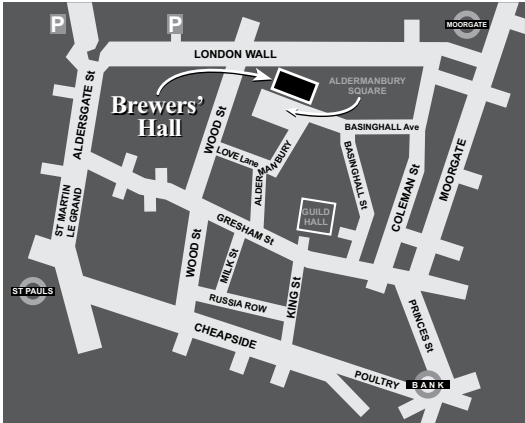 P
P
MOORGATE
LONDON WALL
ALDERMANBURY
SQUARE
Brewers'
Hall
ALDERSGATE St
WOOD St
BASINGHALL Ave
LOVE Lane
ALDERMANBURY
BASINGHALL St
COLEMAN St
MOORGATE
ST MARTIN
LE GRAND
GUILD
HALL
GRESHAM St
WOOD St
MILK St
KING St
ST PAULS
RUSSIA ROW
PRINCES St
CHEAPSIDE
POULTRY
BANK